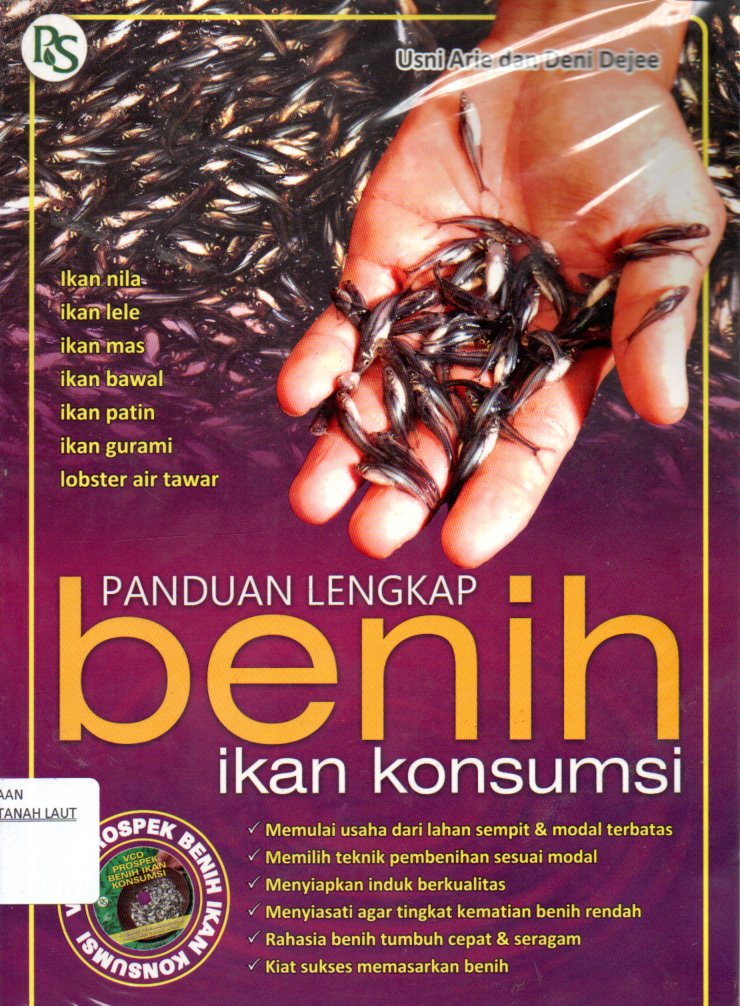 PS
Usni Arie dan Deni Dejee
Ikan nila
ikan lele
ikan mas
ikan bawal
ikan patin
ikan gurami
lobster air tawar
PANDUAN LENGKAP
benih
ikan konsumsi
AAN
TANAH LAUT
PROSPEK BENIH IKAN KONSUMSI
VCD
PROSPEK
BENIH IKAN
KONSUMSI
✓ Memulai usaha dari lahan sempit & modal terbatas
✓ Memilih teknik pembenihan sesuai modal
✓ Menyiapkan induk berkualitas
✓ Menyiasati agar tingkat kematian benih rendah
✓ Rahasia benih tumbuh cepat & seragam
✓ Kiat sukses memasarkan benih